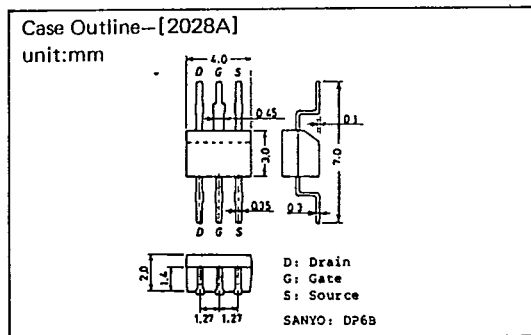 Case Outline—[2028A]
unit:mm
4.0
D G S
0.45
3.0
0.1
7.0
0.35
0.2
D G S
2.0
1.4
1.27 1.27
D: Drain
G: Gate
S: Source
SANYO: DP6B